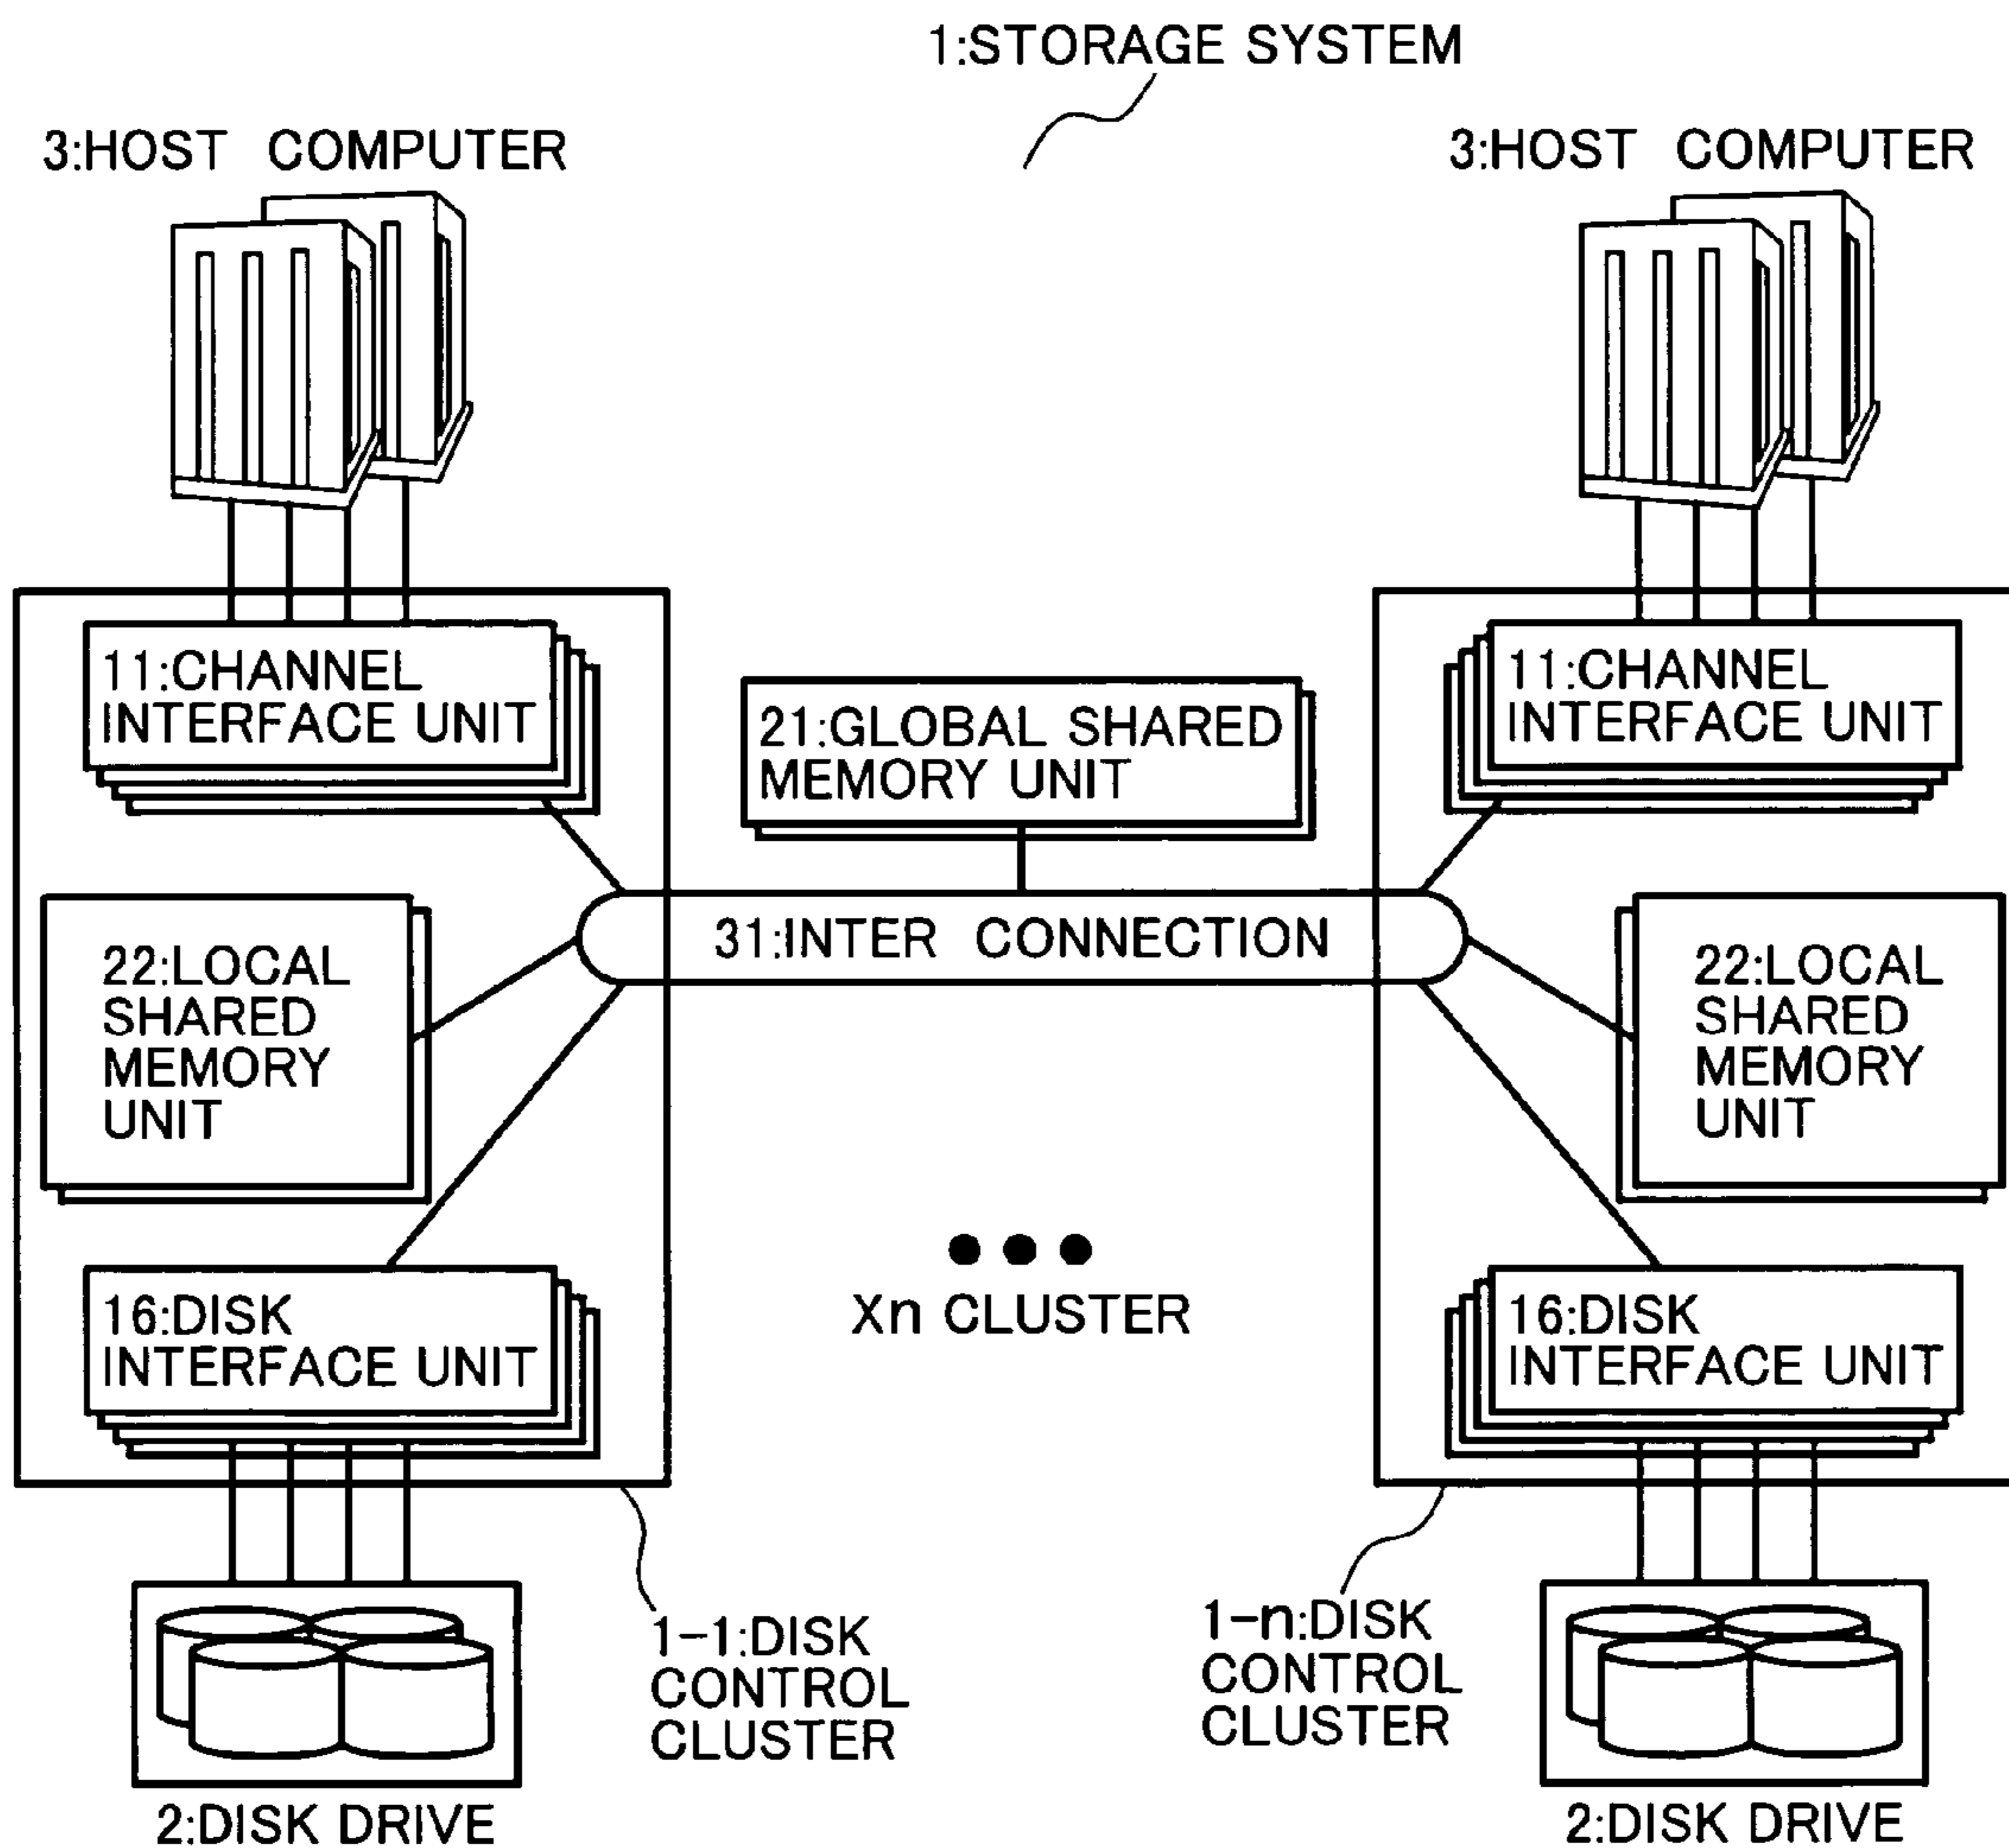 1:STORAGE SYSTEM
3:HOST COMPUTER
3:HOST COMPUTER
11:CHANNEL
INTERFACE UNIT
21:GLOBAL SHARED
MEMORY UNIT
11:CHANNEL
INTERFACE UNIT
31:INTER CONNECTION
22:LOCAL
SHARED
MEMORY
UNIT
22:LOCAL
SHARED
MEMORY
UNIT
Xn CLUSTER
16:DISK
INTERFACE UNIT
16:DISK
INTERFACE UNIT
1-1:DISK
CONTROL
CLUSTER
1-n:DISK
CONTROL
CLUSTER
2:DISK DRIVE
2:DISK DRIVE